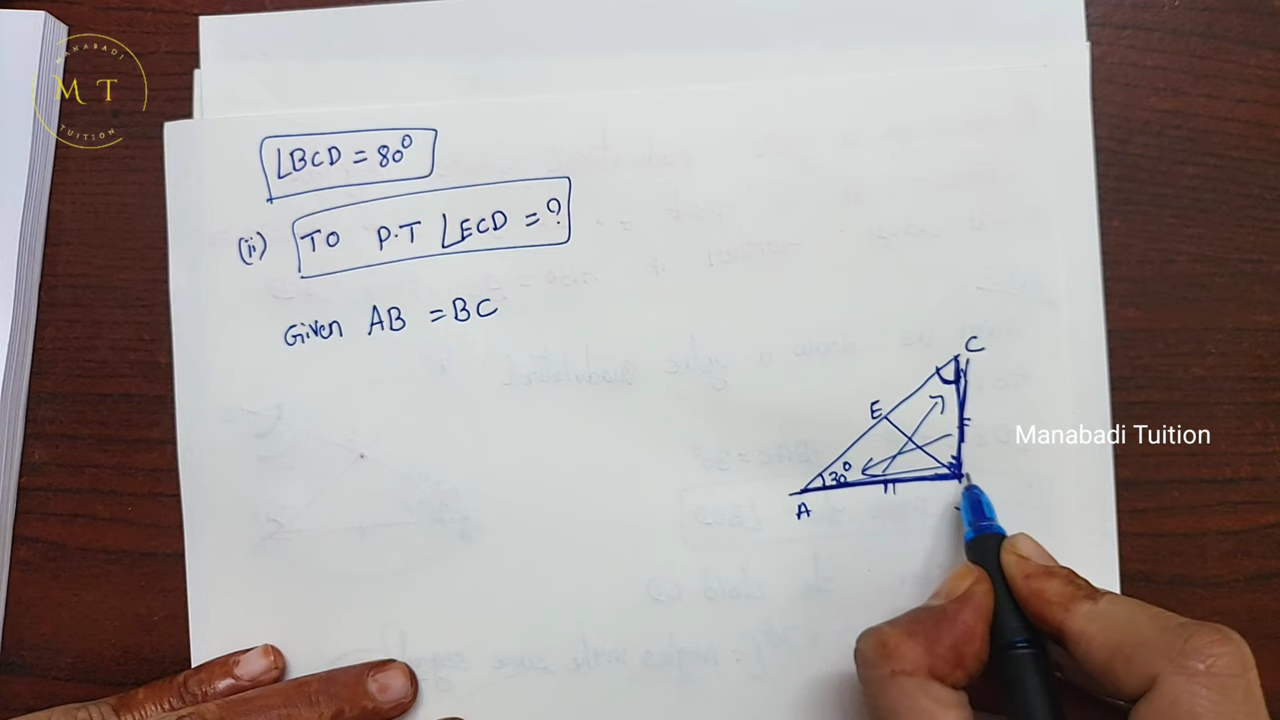 MANABADI
M T
TUITION
∠BCD = 80°
(ii) TO P.T ∠ECD = ?
Given AB = BC
C
E
Manabadi Tuition
30°
A